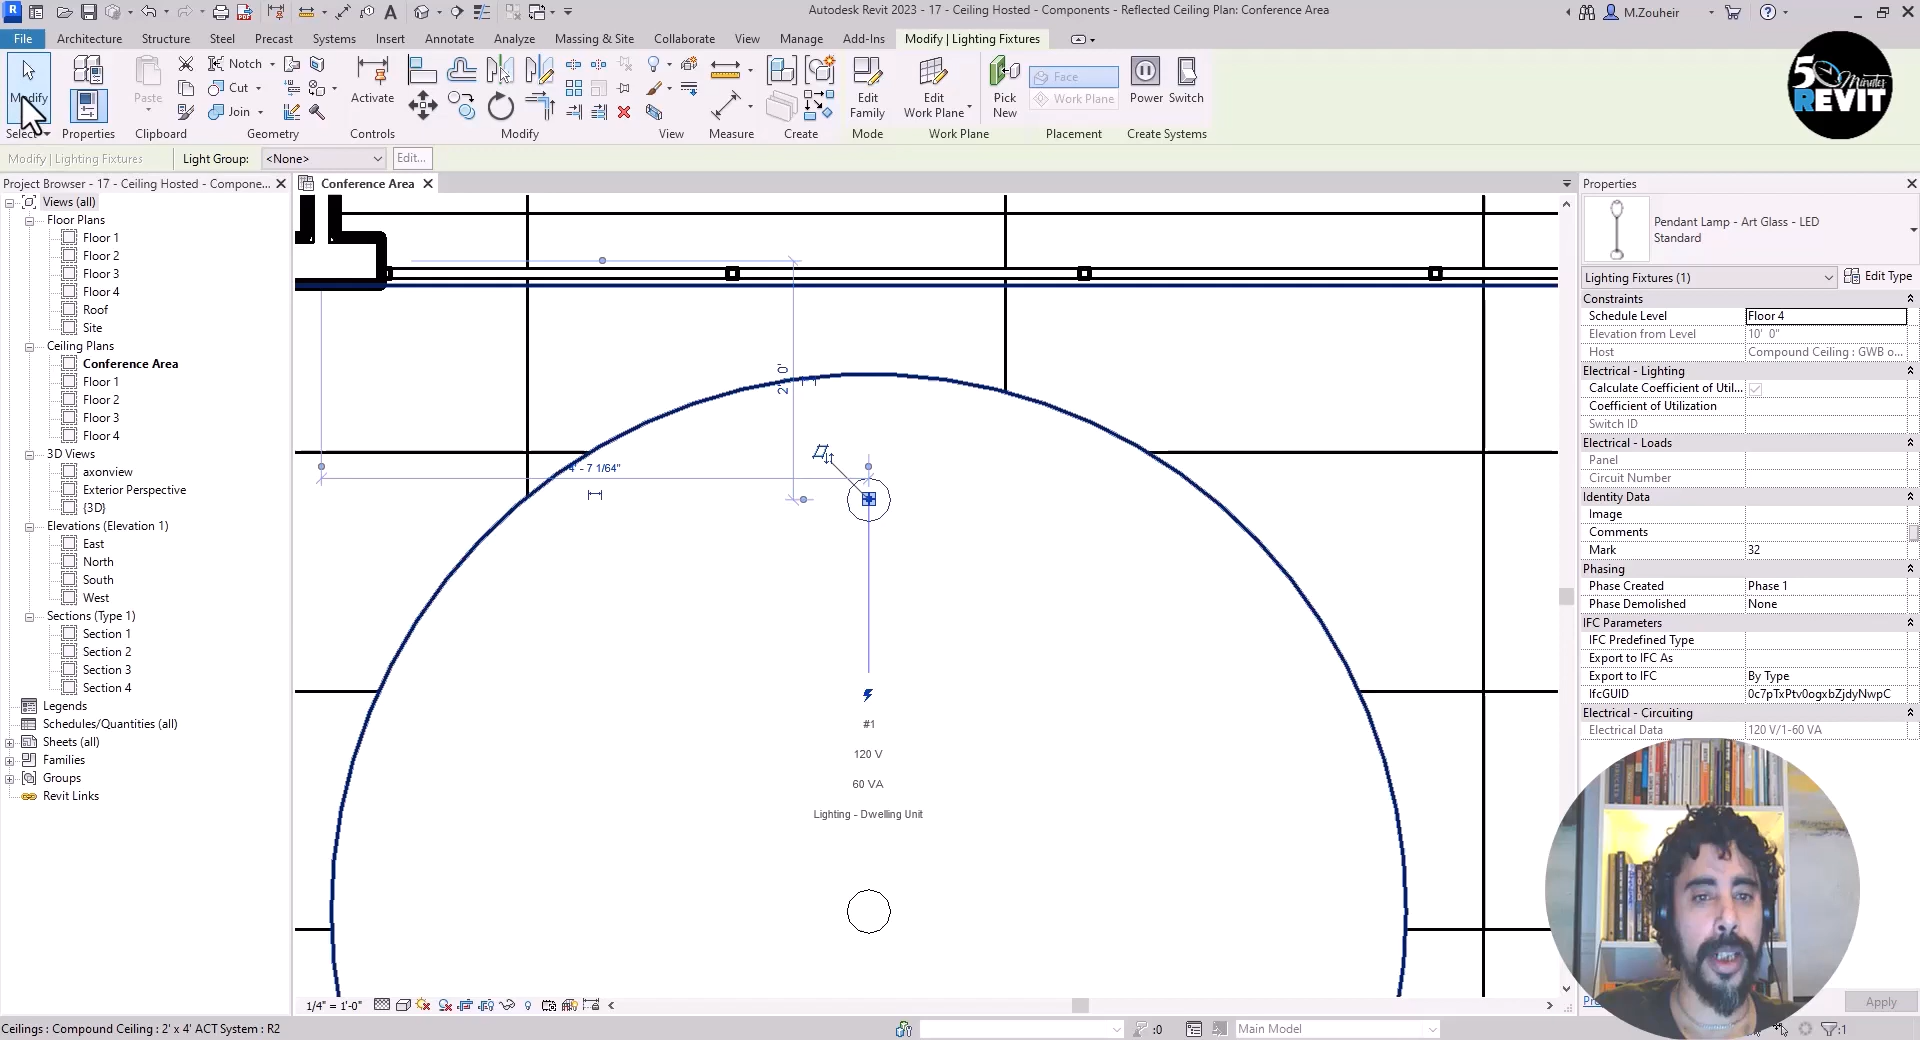 Autodesk Revit 2023 - 17 - Ceiling Hosted - Components - Reflected Ceiling Plan: Conference Area
M.Zouheir
File
Architecture
Structure
Steel
Precast
Systems
Insert
Annotate
Analyze
Massing & Site
Collaborate
View
Manage
Add-Ins
Modify | Lighting Fixtures
Modify
Paste
Notch
Cut
Join
Activate
Edit
Family
Edit
Work Plane
Pick
New
Face
Work Plane
Power
Switch
Select
Properties
Clipboard
Geometry
Controls
Modify
View
Measure
Create
Mode
Work Plane
Placement
Create Systems
5 Minutes
REVIT
Modify | Lighting Fixtures
Light Group:
<None>
Edit...
Project Browser - 17 - Ceiling Hosted - Compone...
Views (all)
Floor Plans
Floor 1
Floor 2
Floor 3
Floor 4
Roof
Site
Ceiling Plans
Conference Area
Floor 1
Floor 2
Floor 3
Floor 4
3D Views
axonview
Exterior Perspective
{3D}
Elevations (Elevation 1)
East
North
South
West
Sections (Type 1)
Section 1
Section 2
Section 3
Section 4
Legends
Schedules/Quantities (all)
Sheets (all)
Families
Groups
Revit Links
Conference Area
4' - 7 1/64"
#1
120 V
60 VA
Lighting - Dwelling Unit
1/4" = 1'-0"
Properties
Pendant Lamp - Art Glass - LED
Standard
Lighting Fixtures (1)
Edit Type
Constraints
Schedule Level
Floor 4
Elevation from Level
10' 0"
Host
Compound Ceiling : GWB o...
Electrical - Lighting
Calculate Coefficient of Util...
Coefficient of Utilization
Switch ID
Electrical - Loads
Panel
Circuit Number
Identity Data
Image
Comments
Mark
32
Phasing
Phase Created
Phase 1
Phase Demolished
None
IFC Parameters
IFC Predefined Type
Export to IFC As
Export to IFC
By Type
IfcGUID
0c7pTxPtv0ogxbZjdyNwpC
Electrical - Circuiting
Electrical Data
120 V/1-60 VA
Apply
Ceilings : Compound Ceiling : 2' x 4' ACT System : R2
:0
Main Model
:1